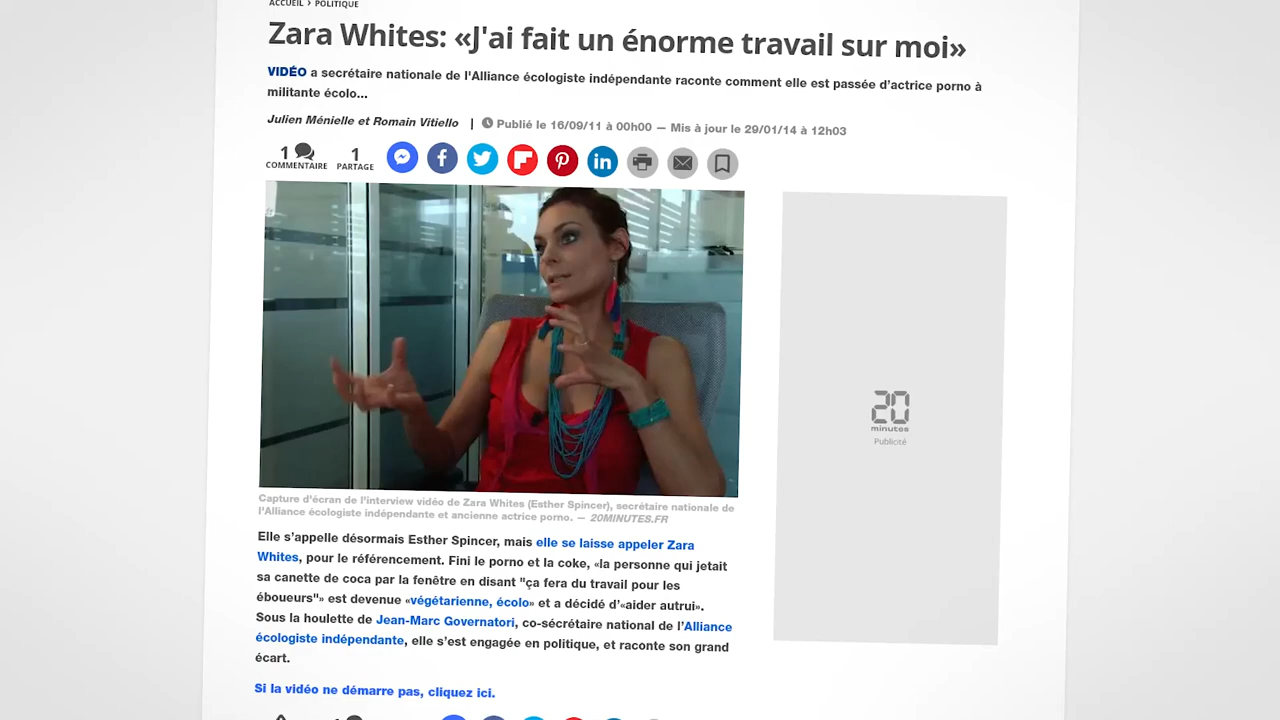 ACCUEIL > POLITIQUE
Zara Whites: «J'ai fait un énorme travail sur moi»
VIDÉO a secrétaire nationale de l'Alliance écologiste indépendante raconte comment elle est passée d'actrice porno à
militante écolo...
Julien Ménielle et Romain Vitiello | Publié le 16/09/11 à 00h00 — Mis à jour le 29/01/14 à 12h03
1 1
COMMENTAIRE PARTAGE
20
minutes
Publicité
Capture d'écran de l'interview vidéo de Zara Whites (Esther Spincer), secrétaire nationale de
l'Alliance écologiste indépendante et ancienne actrice porno. — 20MINUTES.FR
Elle s'appelle désormais Esther Spincer, mais elle se laisse appeler Zara
Whites, pour le référencement. Fini le porno et la coke, «la personne qui jetait
sa canette de coca par la fenêtre en disant "ça fera du travail pour les
éboueurs"» est devenue «végétarienne, écolo» et a décidé d'«aider autrui».
Sous la houlette de Jean-Marc Governatori, co-sécrétaire national de l'Alliance
écologiste indépendante, elle s'est engagée en politique, et raconte son grand
écart.
Si la vidéo ne démarre pas, cliquez ici.